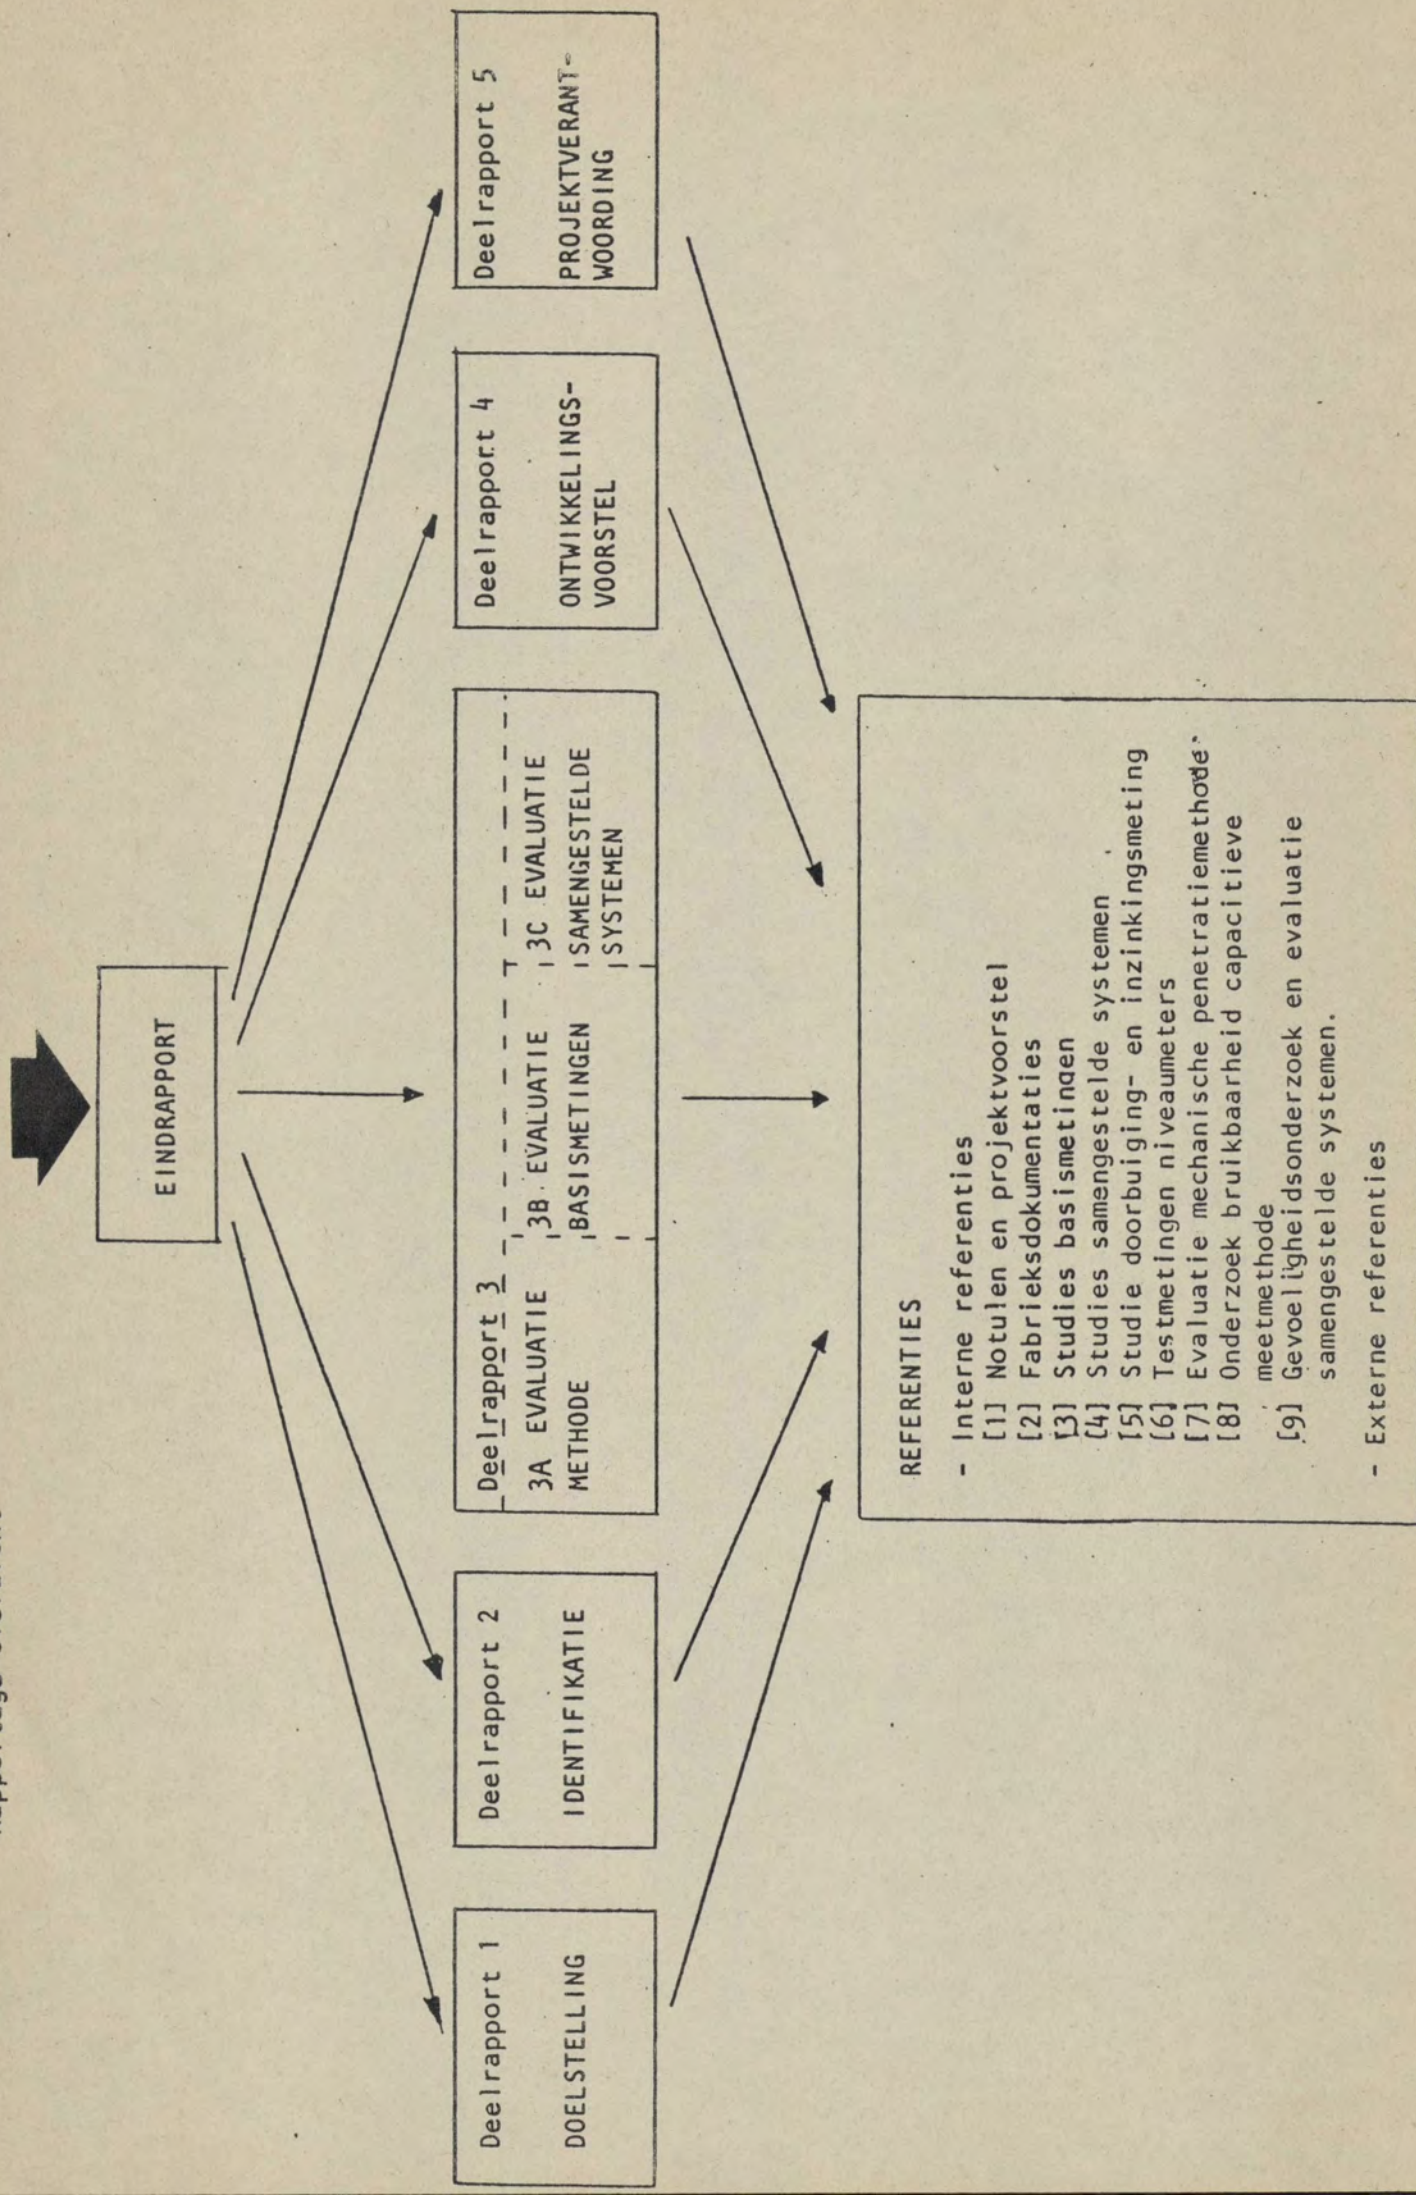 EINDRAPPORT
Deelrapport 1
DOELSTELLING
Deelrapport 2
IDENTIFIKATIE
Deelrapport 3
3A EVALUATIE
METHODE
3B EVALUATIE
BASISMETINGEN
3C EVALUATIE
SAMENGESTELDE
SYSTEMEN
Deelrapport 4
ONTWIKKELINGS-
VOORSTEL
Deelrapport 5
PROJEKTVERANT-
WOORDING
REFERENTIES
- Interne referenties
[1] Notulen en projektvoorstel
[2] Fabrieksdokumentaties
[3] Studies basismetingen
[4] Studies samengestelde systemen
[5] Studie doorbuiging- en inzinkingsmeting
[6] Testmetingen niveaumeters
[7] Evaluatie mechanische penetratiemethode
[8] Onderzoek bruikbaarheid capacitieve
meetmethode
[9] Gevoeligheidsonderzoek en evaluatie
samengestelde systemen.
- Externe referenties